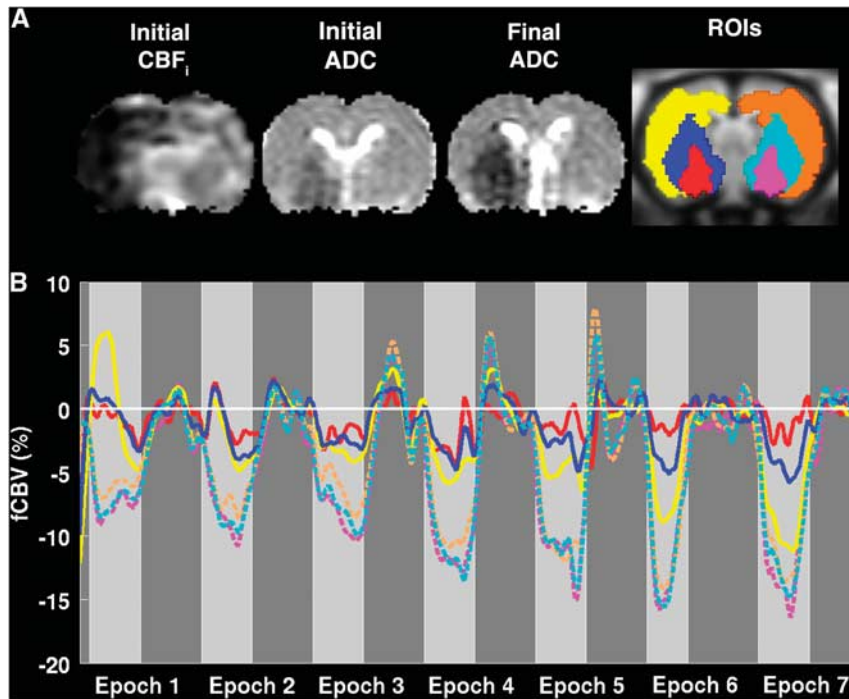 A
Initial
CBFi
Initial
ADC
Final
ADC
ROIs
B
fCBV (%)
10
5
0
-5
-10
-15
-20
Epoch 1
Epoch 2
Epoch 3
Epoch 4
Epoch 5
Epoch 6
Epoch 7